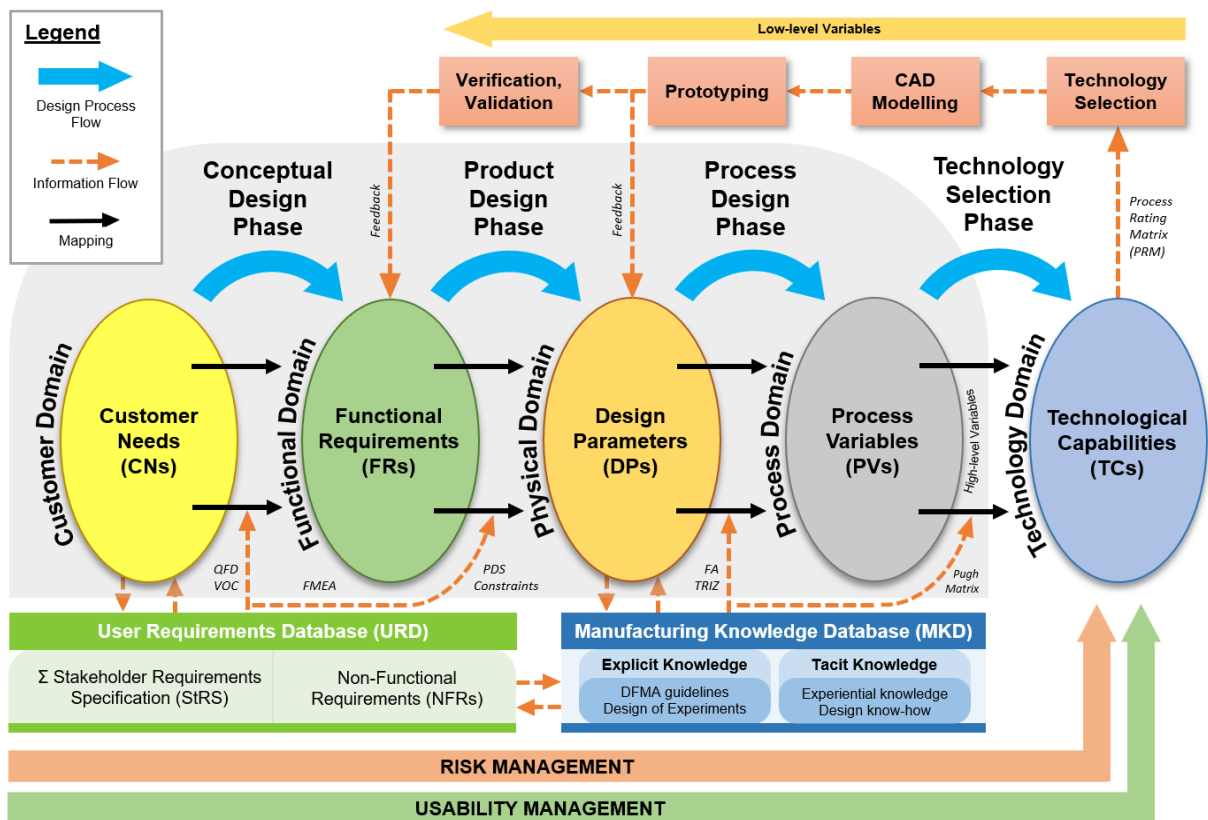 Legend
Design Process
Flow
Information Flow
Mapping
Low-level Variables
Verification,
Validation
Prototyping
CAD
Modelling
Technology
Selection
Conceptual
Design
Phase
Feedback
Product
Design
Phase
Feedback
Process
Design
Phase
Technology
Selection
Phase
Process
Rating
Matrix
(PRM)
Customer Domain
Customer
Needs
(CNs)
Functional Domain
Functional
Requirements
(FRs)
Physical Domain
Design
Parameters
(DPs)
Process Domain
Process
Variables
(PVs)
High-level Variables
Technology Domain
Technological
Capabilities
(TCs)
QFD
VOC
FMEA
PDS
Constraints
FA
TRIZ
Pugh
Matrix
User Requirements Database (URD)
Σ Stakeholder Requirements
Specification (StRS)
Non-Functional
Requirements (NFRs)
Manufacturing Knowledge Database (MKD)
Explicit Knowledge
DFMA guidelines
Design of Experiments
Tacit Knowledge
Experiential knowledge
Design know-how
RISK MANAGEMENT
USABILITY MANAGEMENT